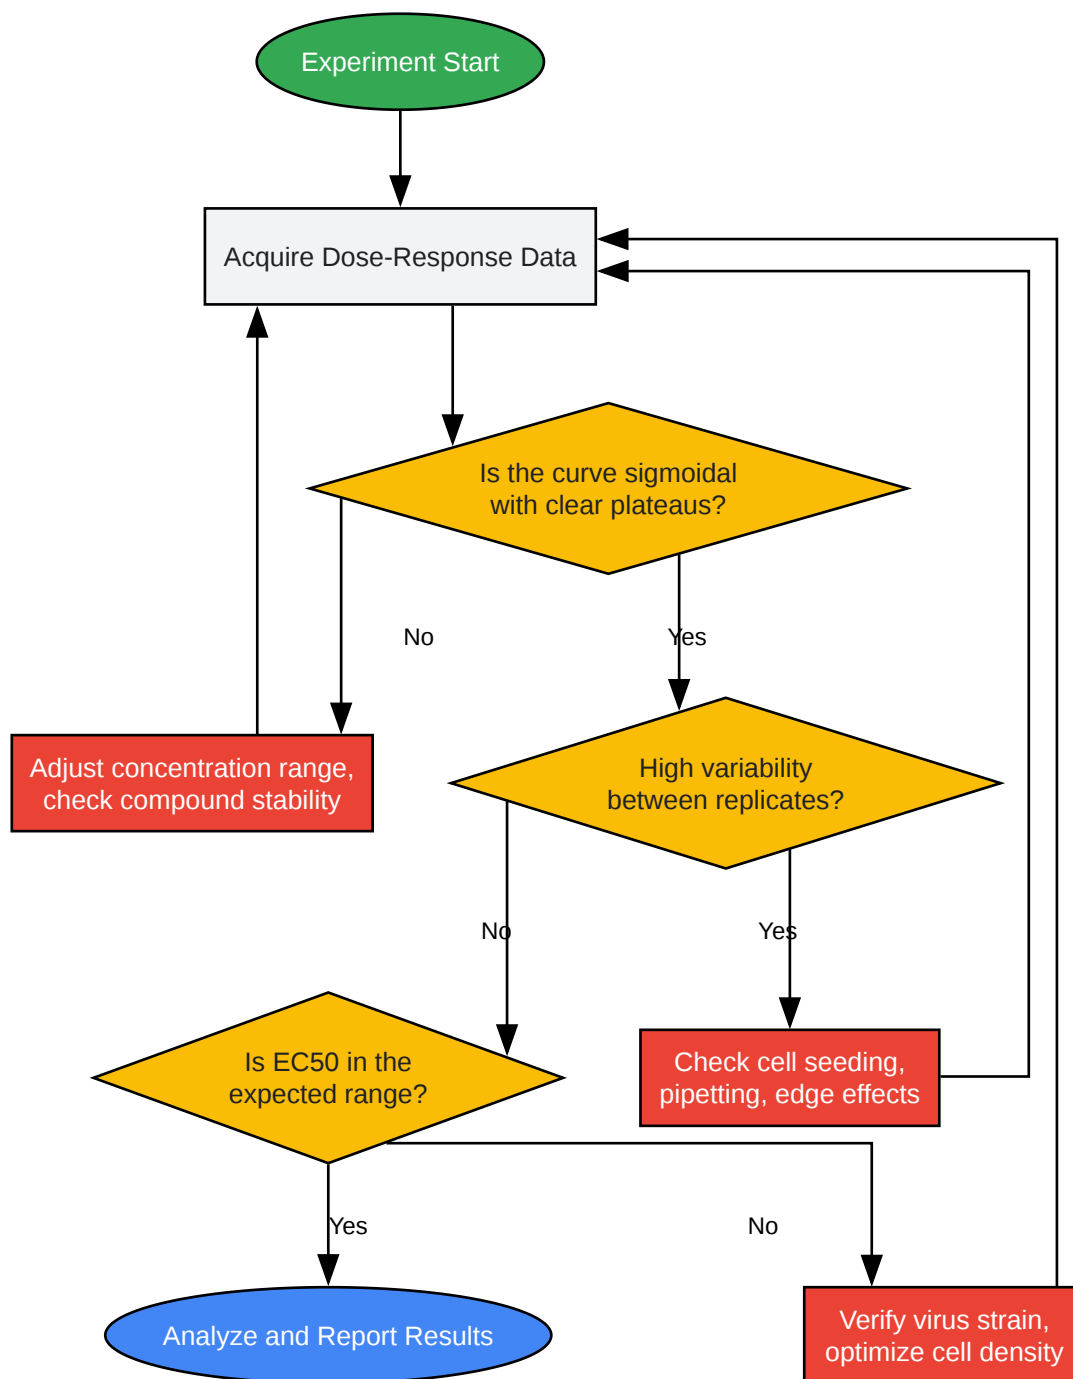 Experiment Start
Acquire Dose-Response Data
Is the curve sigmoidal
with clear plateaus?
No
Yes
Adjust concentration range,
check compound stability
High variability
between replicates?
No
Yes
Is EC50 in the
expected range?
Check cell seeding,
pipetting, edge effects
Yes
No
Analyze and Report Results
Verify virus strain,
optimize cell density